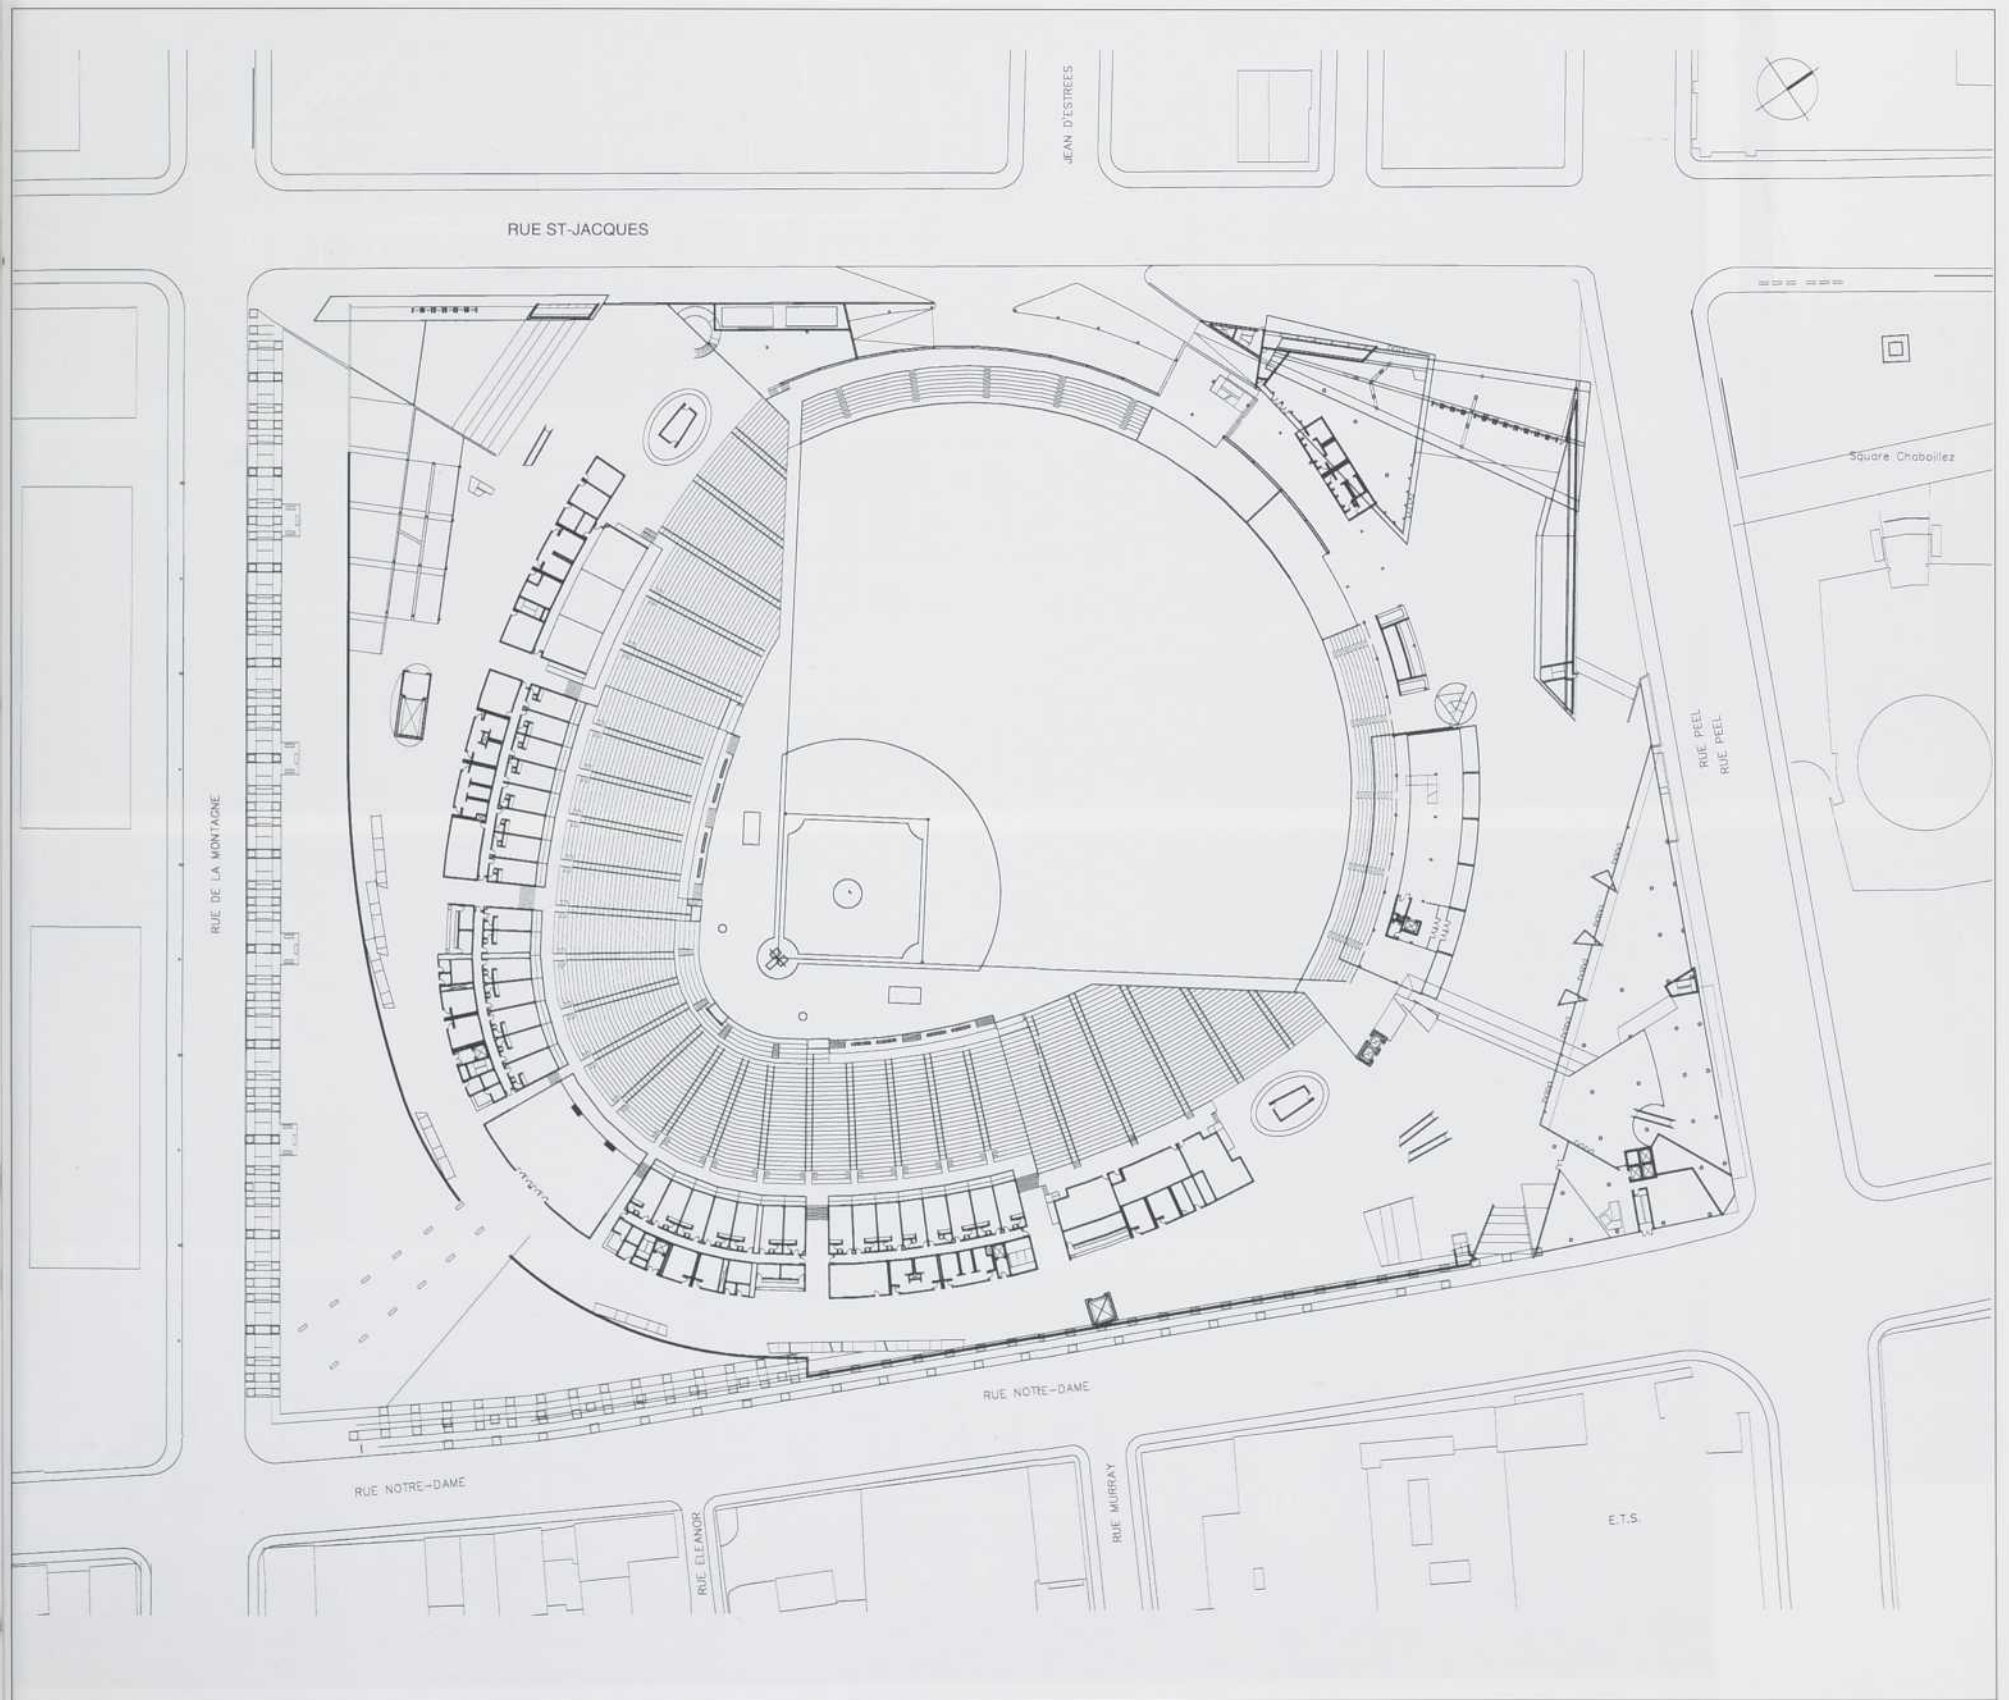 JEAN D'ESTREES
RUE ST-JACQUES
Square Chaboillez
RUE PEEL
RUE PEEL
RUE DE LA MONTAGNE
RUE NOTRE-DAME
RUE NOTRE-DAME
RUE ELEANOR
RUE MURRAY
E.T.S.